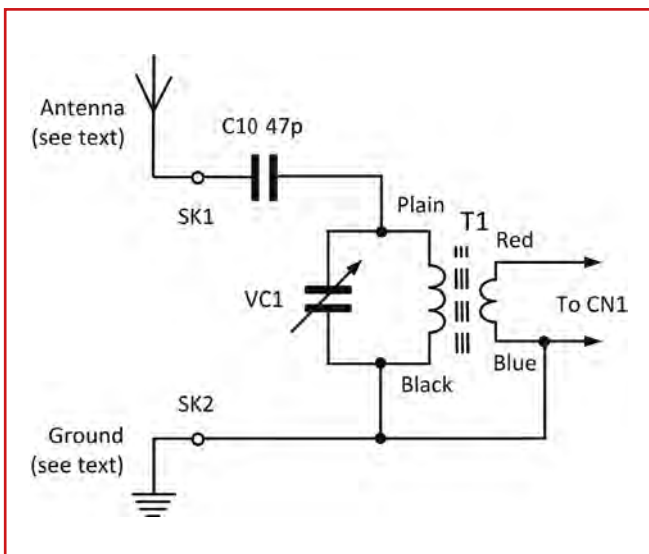 Antenna
(see text)
C10 47p
SK1
Plain
T1
Red
VC1
To CN1
Blue
Black
SK2
Ground
(see text)